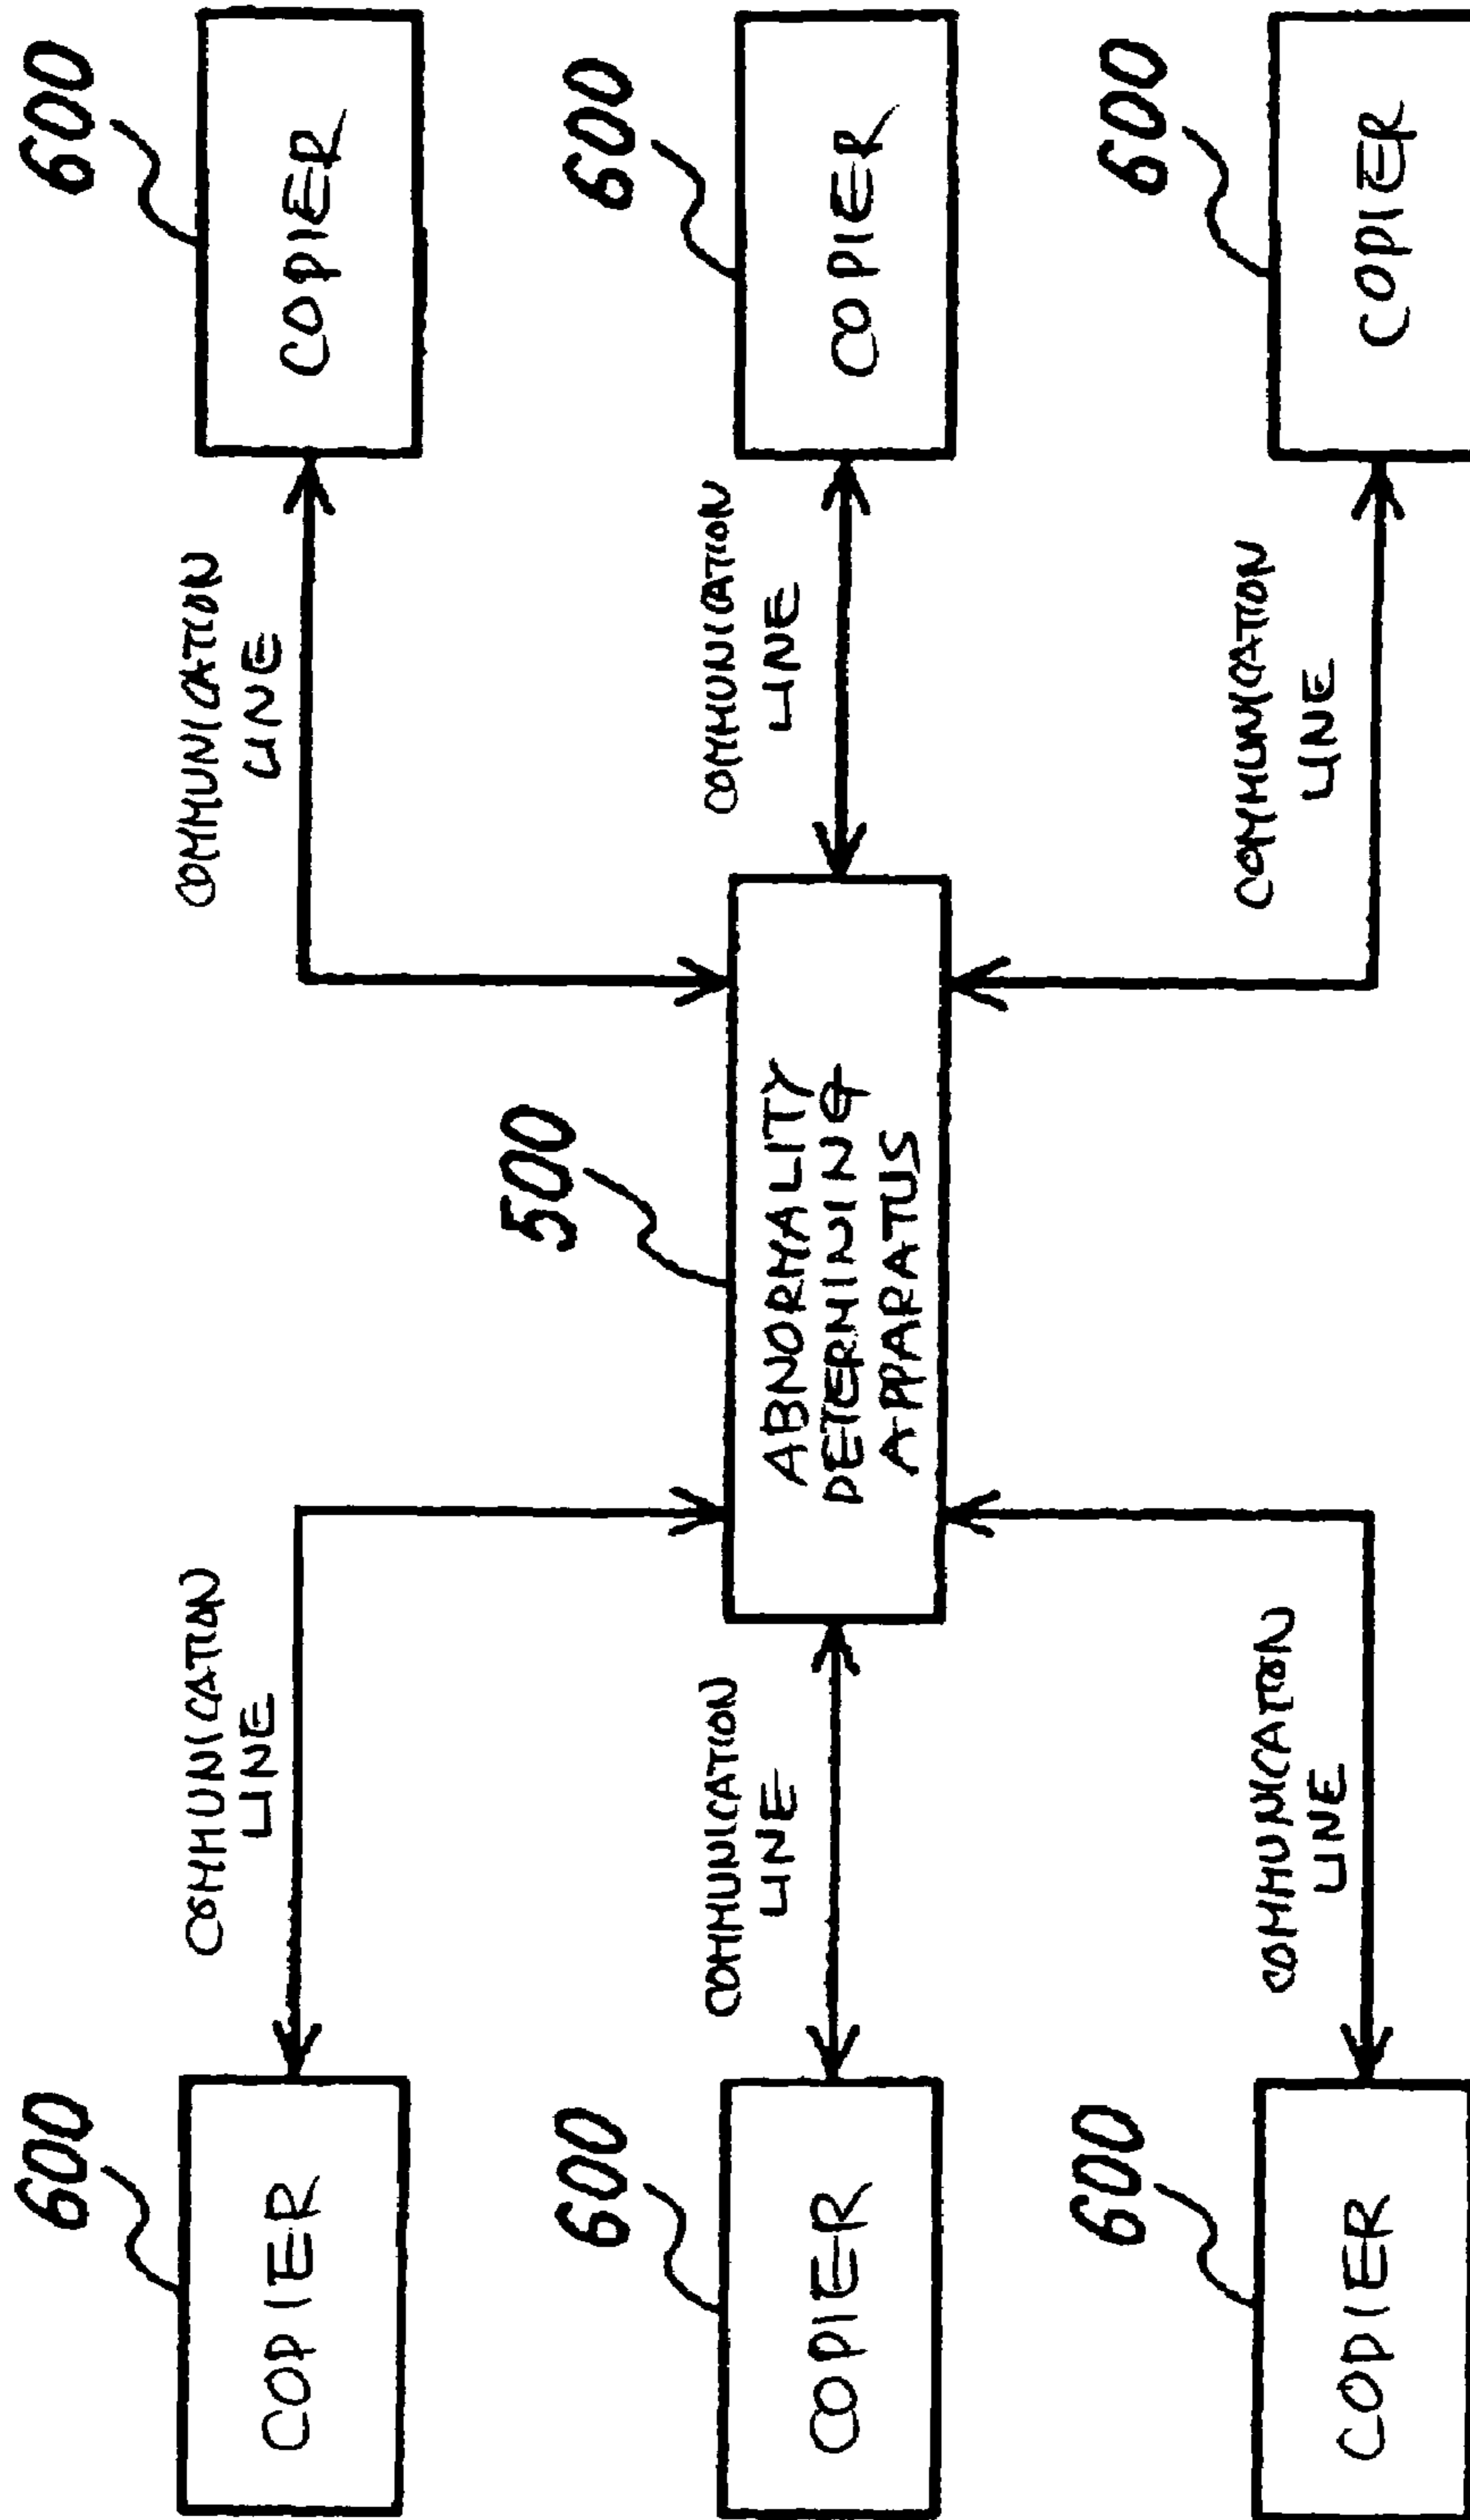 600
COPIER
COMMUNICATION
LINE
COMMUNICATION
LINE
600
COPIER
600
COPIER
COMMUNICATION
LINE
500
ABNORMALITY
DETERMINING
APPARATUS
COMMUNICATION
LINE
600
COPIER
600
COPIER
COMMUNICATION
LINE
COMMUNICATION
LINE
600
COPIER